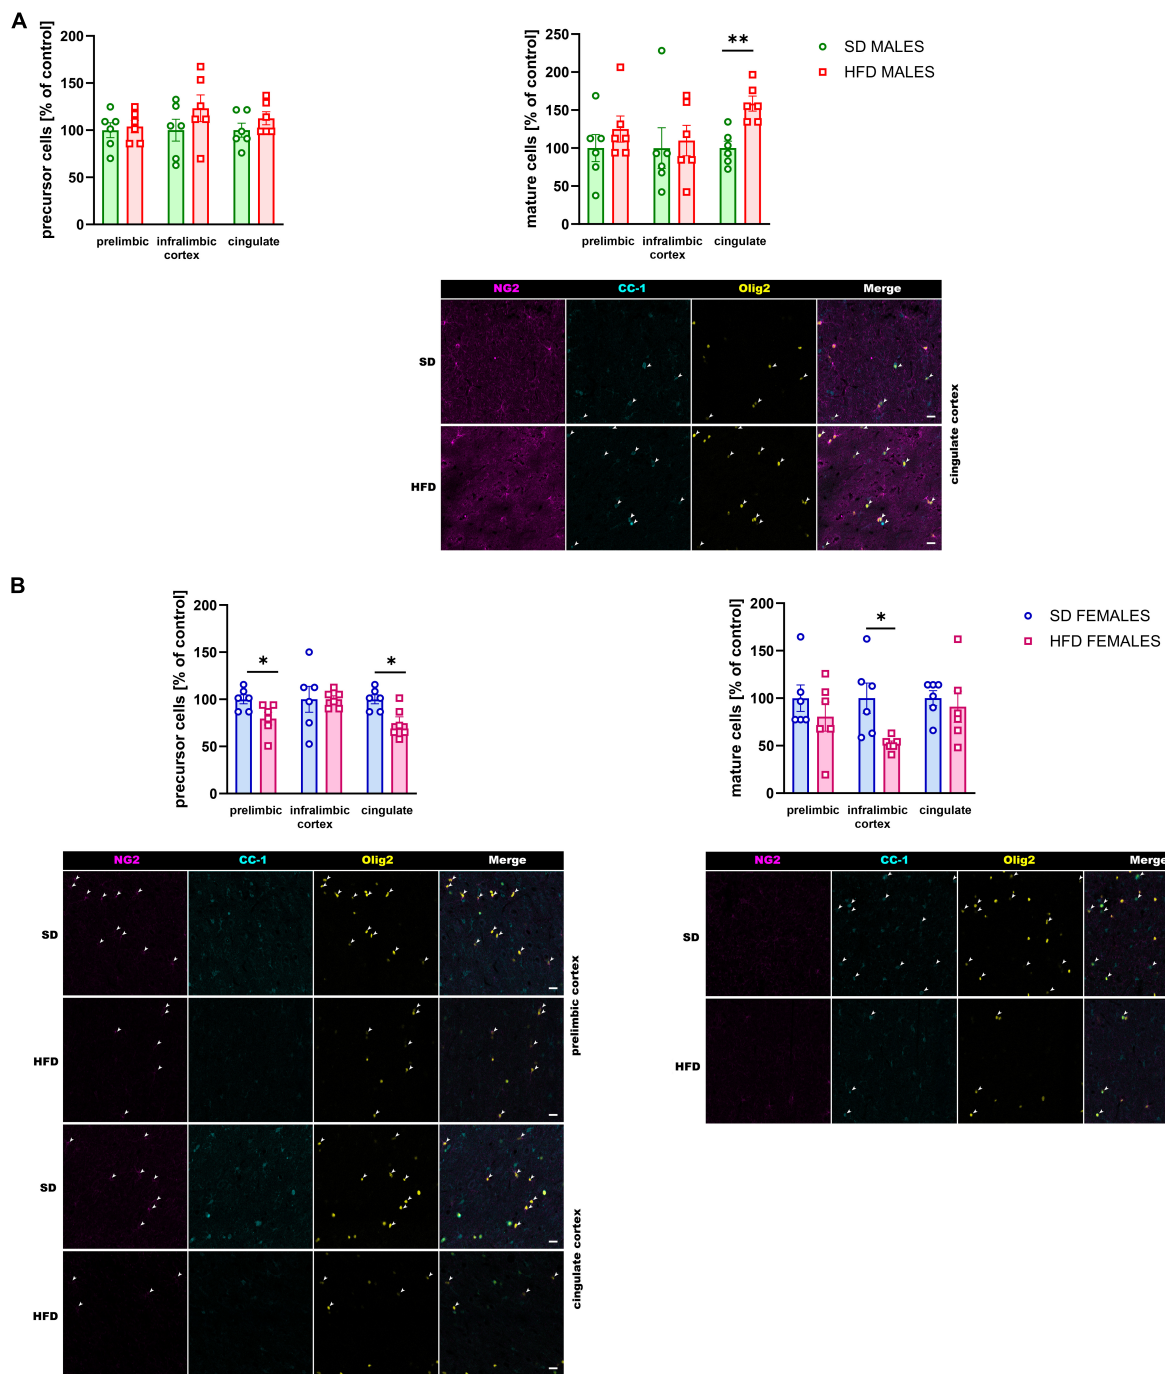 A
precursor cells [% of control]
200
150
100
50
0
prelimbic
infralimbic
cortex
cingulate
mature cells [% of control]
250
200
150
100
50
0
**
prelimbic
infralimbic
cortex
cingulate
SD MALES
HFD MALES
NG2
CC-1
Olig2
Merge
SD
HFD
cingulate cortex
B
precursor cells [% of control]
200
150
100
50
0
*
*
prelimbic
infralimbic
cortex
cingulate
mature cells [% of control]
200
150
100
50
0
*
prelimbic
infralimbic
cortex
cingulate
SD FEMALES
HFD FEMALES
NG2
CC-1
Olig2
Merge
SD
HFD
prelimbic cortex
SD
HFD
cingulate cortex
NG2
CC-1
Olig2
Merge
SD
HFD